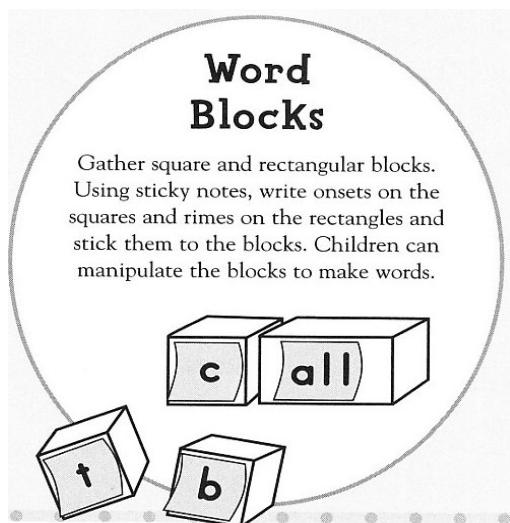 Word
Blocks
Gather square and rectangular blocks.
Using sticky notes, write onsets on the
squares and rimes on the rectangles and
stick them to the blocks. Children can
manipulate the blocks to make words.
c all
t b